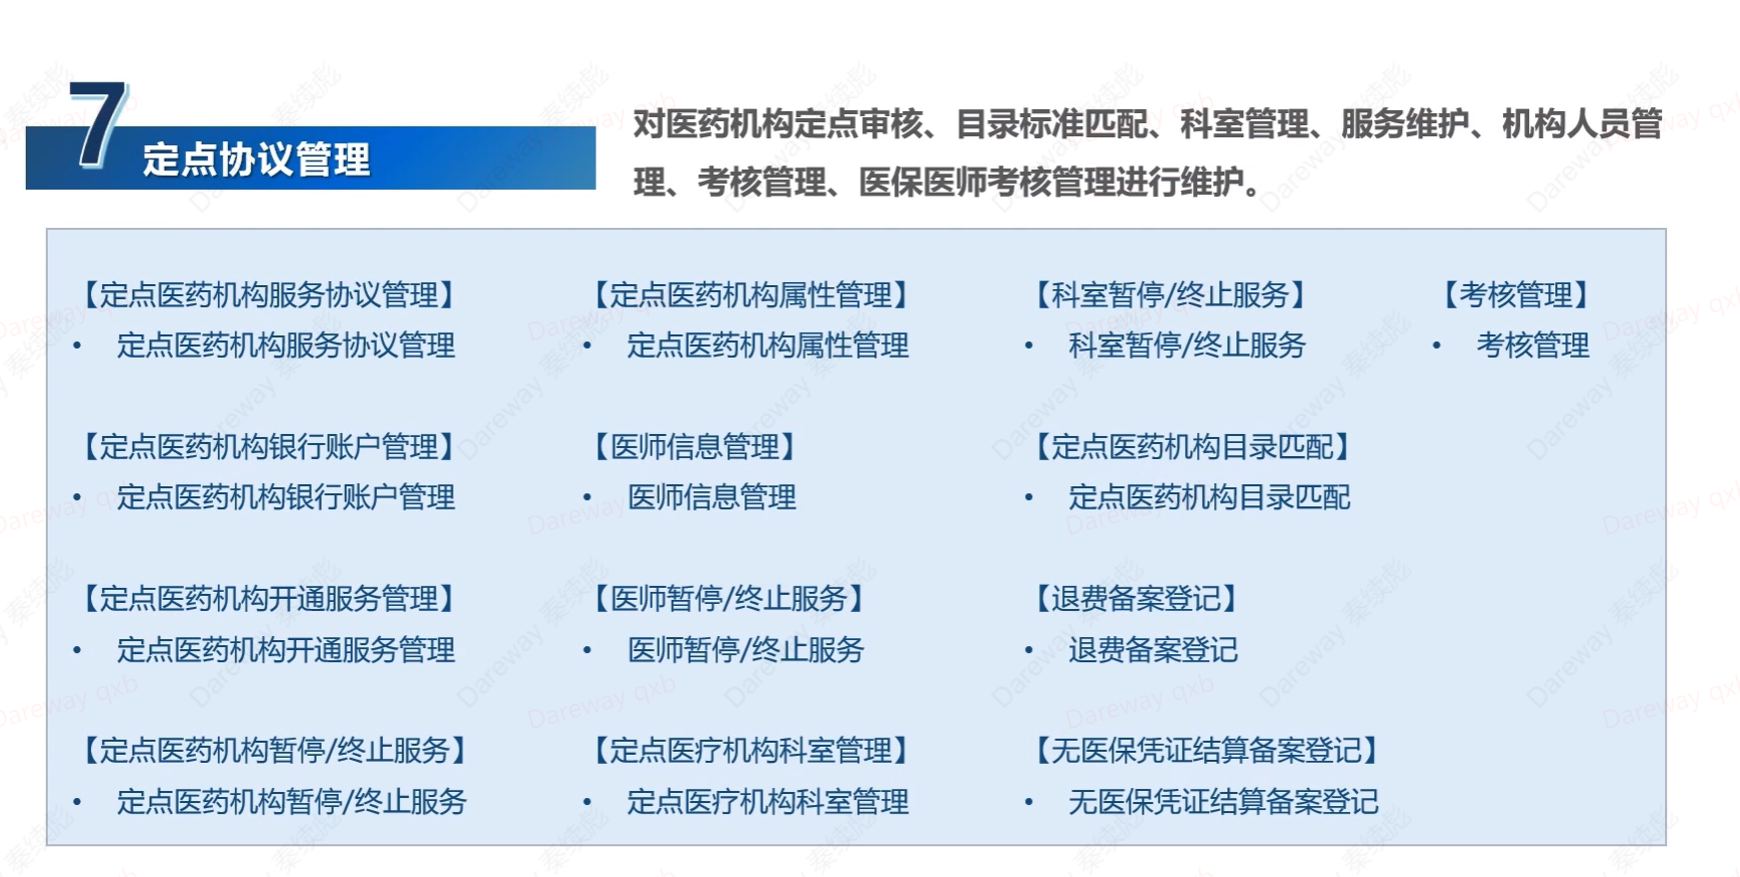 7
定点协议管理
对医药机构定点审核、目录标准匹配、科室管理、服务维护、机构人员管
理、考核管理、医保医师考核管理进行维护。
【定点医药机构服务协议管理】
• 定点医药机构服务协议管理
【定点医药机构银行账户管理】
• 定点医药机构银行账户管理
【定点医药机构开通服务管理】
• 定点医药机构开通服务管理
【定点医药机构暂停/终止服务】
• 定点医药机构暂停/终止服务
【定点医药机构属性管理】
• 定点医药机构属性管理
【医师信息管理】
• 医师信息管理
【医师暂停/终止服务】
• 医师暂停/终止服务
【定点医疗机构科室管理】
• 定点医疗机构科室管理
【科室暂停/终止服务】
• 科室暂停/终止服务
【定点医药机构目录匹配】
• 定点医药机构目录匹配
【退费备案登记】
• 退费备案登记
【无医保凭证结算备案登记】
• 无医保凭证结算备案登记
【考核管理】
• 考核管理
Dareway 秦续彪
Dareway qxb